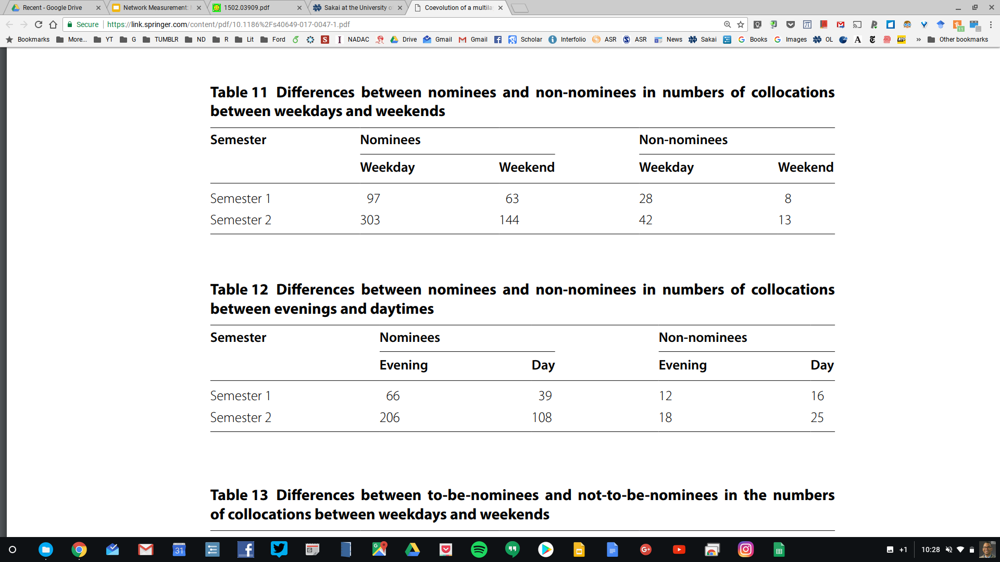 Recent - Google Drive
Network Measurement:
1502.03909.pdf
Sakai at the University o
Coevolution of a multila
Secure https://link.springer.com/content/pdf/10.1186%2Fs40649-017-0047-1.pdf
11
Bookmarks More... YT G TUMBLR ND R Lit Ford S I NADAC Drive Gmail Gmail Scholar Interfolio ASR ASR News Sakai Books Images OL A NYP » Other bookmarks
Table 11 Differences between nominees and non-nominees in numbers of collocations
between weekdays and weekends
Semester Nominees Non-nominees
Weekday Weekend Weekday Weekend
Semester 1 97 63 28 8
Semester 2 303 144 42 13
Table 12 Differences between nominees and non-nominees in numbers of collocations
between evenings and daytimes
Semester Nominees Non-nominees
Evening Day Evening Day
Semester 1 66 39 12 16
Semester 2 206 108 18 25
Table 13 Differences between to-be-nominees and not-to-be-nominees in the numbers
of collocations between weekdays and weekends
31 G+ +1 10:28